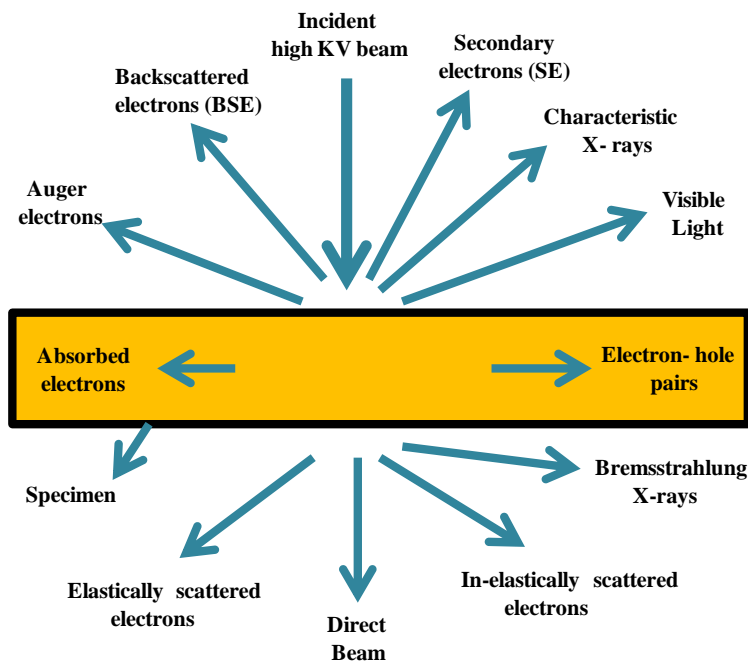 Incident
high KV beam
Secondary
electrons (SE)
Backscattered
electrons (BSE)
Characteristic
X- rays
Auger
electrons
Visible
Light
Absorbed
electrons
Electron- hole
pairs
Specimen
Bremsstrahlung
X-rays
Elastically scattered
electrons
In-elastically scattered
electrons
Direct
Beam